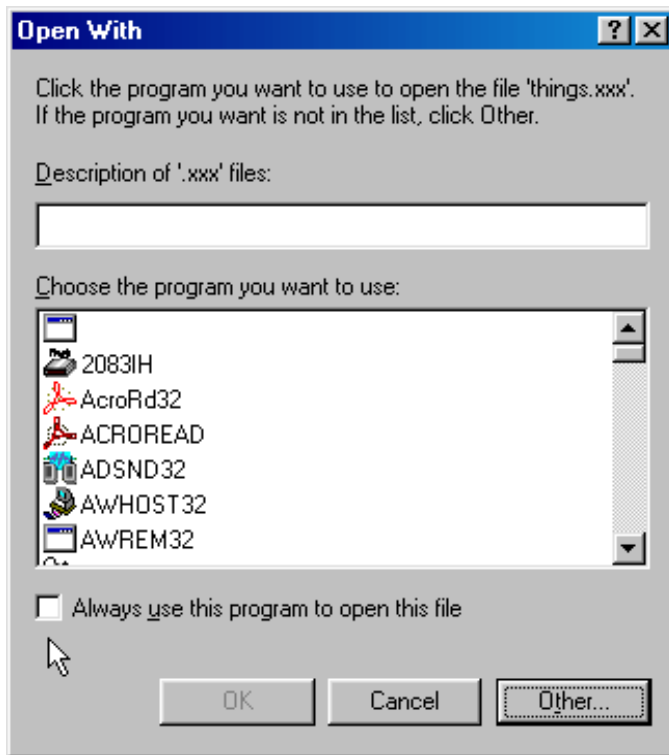 Open With
Click the program you want to use to open the file 'things.xxx'.
If the program you want is not in the list, click Other.
Description of '.xxx' files:
Choose the program you want to use:
2083IH
AcroRd32
ACROREAD
ADSND32
AWHOST32
AWREM32
Always use this program to open this file
OK
Cancel
Other...